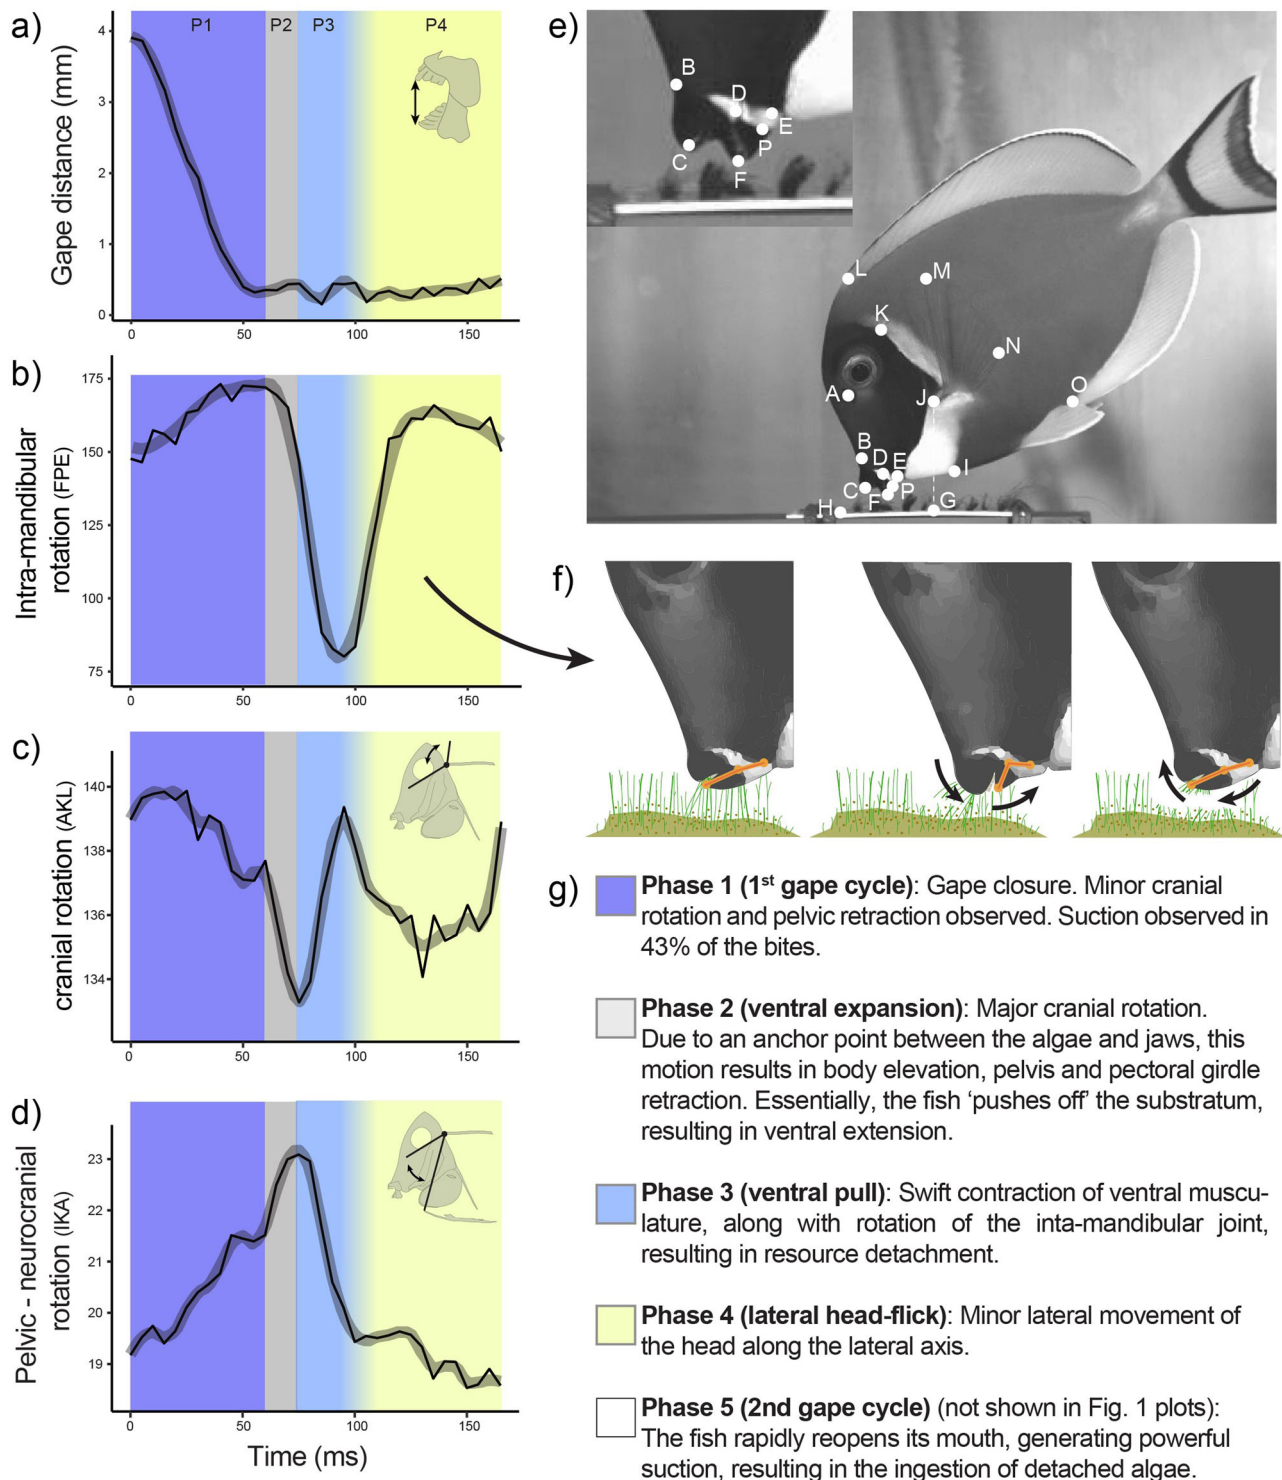 a)
P1
P2
P3
P4
Gape distance (mm)
4
3
2
1
0
0
50
100
150
b)
Intra-mandibular
rotation (FPE)
175
150
125
100
75
0
50
100
150
c)
cranial rotation (AKL)
140
138
136
134
0
50
100
150
d)
Pelvic - neurocranial
rotation (IKA)
23
22
21
20
19
0
50
100
150
Time (ms)
e)
B
D
E
P
C
F
L
M
K
N
A
J
O
B
D
E
I
C
F
P
H
G
f)
g)
Phase 1 (1st gape cycle): Gape closure. Minor cranial
rotation and pelvic retraction observed. Suction observed in
43% of the bites.
Phase 2 (ventral expansion): Major cranial rotation.
Due to an anchor point between the algae and jaws, this
motion results in body elevation, pelvis and pectoral girdle
retraction. Essentially, the fish ‘pushes off’ the substratum,
resulting in ventral extension.
Phase 3 (ventral pull): Swift contraction of ventral muscu-
lature, along with rotation of the inta-mandibular joint,
resulting in resource detachment.
Phase 4 (lateral head-flick): Minor lateral movement of
the head along the lateral axis.
Phase 5 (2nd gape cycle) (not shown in Fig. 1 plots):
The fish rapidly reopens its mouth, generating powerful
suction, resulting in the ingestion of detached algae.